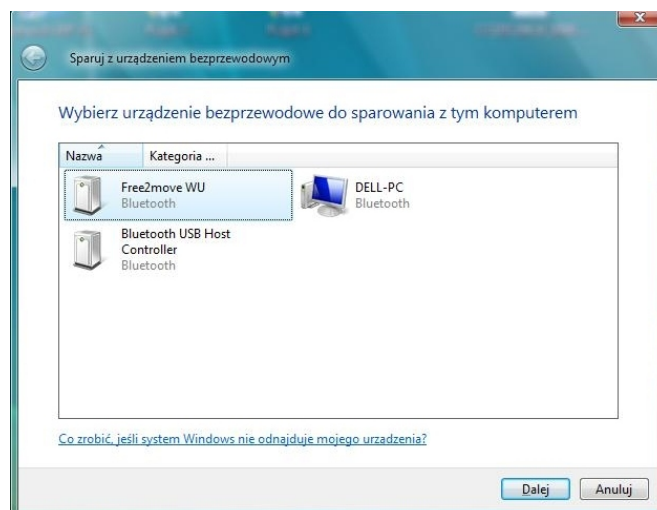 Sparuj z urządzeniem bezprzewodowym
Wybierz urządzenie bezprzewodowe do sparowania z tym komputerem
Nazwa Kategoria ...
Free2move WU DELL-PC
Bluetooth Bluetooth
Bluetooth USB Host
Controller
Bluetooth
Co zrobić, jeśli system Windows nie odnajduje mojego urzadzenia?
Dalej Anuluj